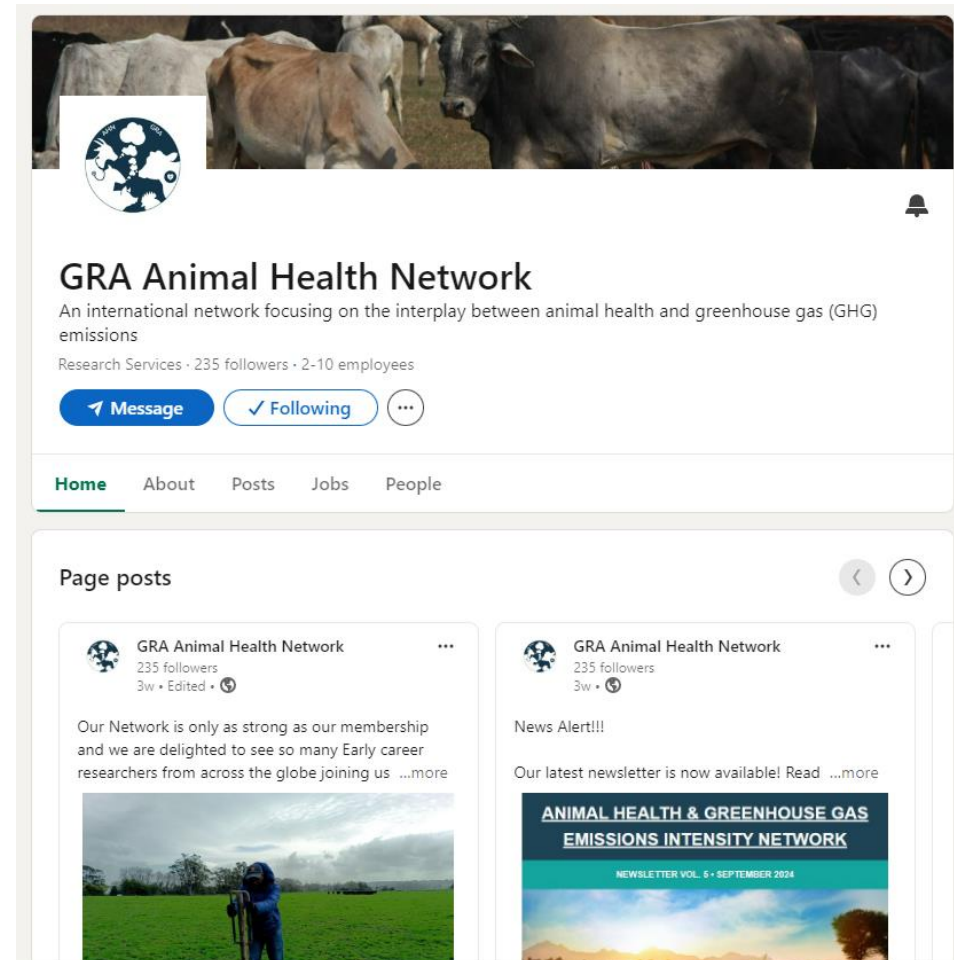 AHN GRA
GRA Animal Health Network
An international network focusing on the interplay between animal health and greenhouse gas (GHG)
emissions
Research Services · 235 followers · 2-10 employees
Message
✓ Following
...
Home About Posts Jobs People
Page posts
GRA Animal Health Network
235 followers
3w • Edited •
Our Network is only as strong as our membership
and we are delighted to see so many Early career
researchers from across the globe joining us ...more
GRA Animal Health Network
235 followers
3w •
News Alert!!!
Our latest newsletter is now available! Read ...more
ANIMAL HEALTH & GREENHOUSE GAS
EMISSIONS INTENSITY NETWORK
NEWSLETTER VOL. 5 • SEPTEMBER 2024